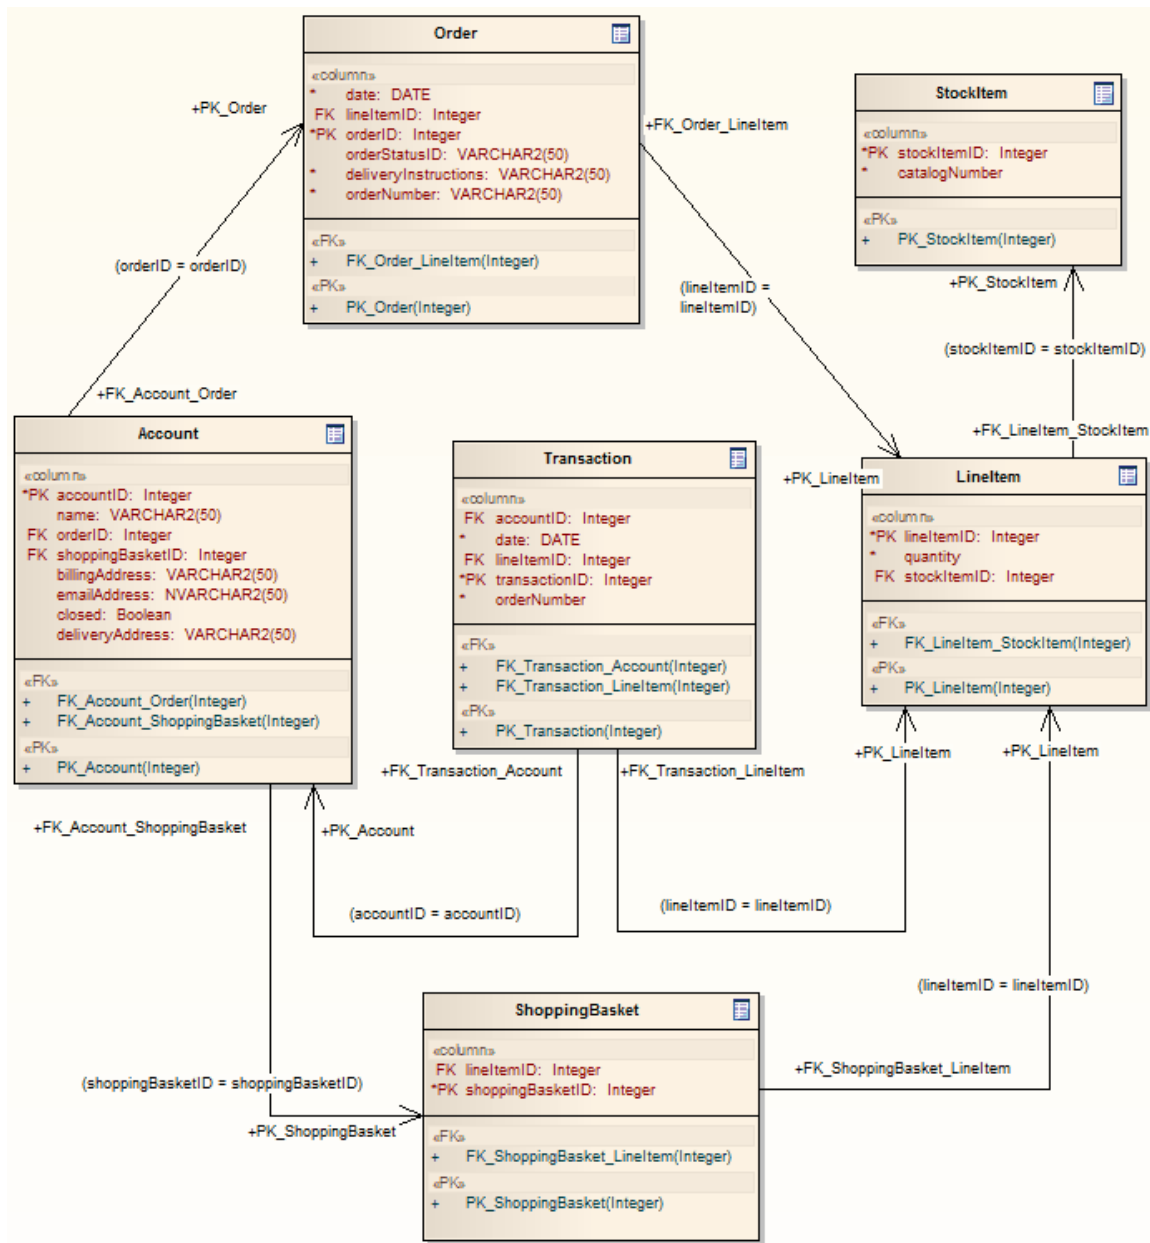 Order
«column»
* date: DATE
FK lineItemID: Integer
*PK orderID: Integer
orderStatusID: VARCHAR2(50)
* deliveryInstructions: VARCHAR2(50)
* orderNumber: VARCHAR2(50)
«FK»
+ FK_Order_LineItem(Integer)
«PK»
+ PK_Order(Integer)
+PK_Order
+FK_Order_LineItem
StockItem
«column»
*PK stockItemID: Integer
* catalogNumber
«PK»
+ PK_StockItem(Integer)
(orderID = orderID)
(lineItemID =
lineItemID)
+PK_StockItem
(stockItemID = stockItemID)
+FK_Account_Order
+FK_LineItem_StockItem
+PK_LineItem
Account
«column»
*PK accountID: Integer
name: VARCHAR2(50)
FK orderID: Integer
FK shoppingBasketID: Integer
billingAddress: VARCHAR2(50)
emailAddress: NVARCHAR2(50)
closed: Boolean
deliveryAddress: VARCHAR2(50)
«FK»
+ FK_Account_Order(Integer)
+ FK_Account_ShoppingBasket(Integer)
«PK»
+ PK_Account(Integer)
Transaction
«column»
FK accountID: Integer
* date: DATE
FK lineItemID: Integer
*PK transactionID: Integer
* orderNumber
«FK»
+ FK_Transaction_Account(Integer)
+ FK_Transaction_LineItem(Integer)
«PK»
+ PK_Transaction(Integer)
LineItem
«column»
*PK lineItemID: Integer
* quantity
FK stockItemID: Integer
«FK»
+ FK_LineItem_StockItem(Integer)
«PK»
+ PK_LineItem(Integer)
+FK_Transaction_Account
+FK_Transaction_LineItem
+PK_LineItem
+PK_LineItem
+FK_Account_ShoppingBasket
+PK_Account
(accountID = accountID)
(lineItemID = lineItemID)
(lineItemID = lineItemID)
ShoppingBasket
«column»
FK lineItemID: Integer
*PK shoppingBasketID: Integer
«FK»
+ FK_ShoppingBasket_LineItem(Integer)
«PK»
+ PK_ShoppingBasket(Integer)
(shoppingBasketID = shoppingBasketID)
+PK_ShoppingBasket
+FK_ShoppingBasket_LineItem